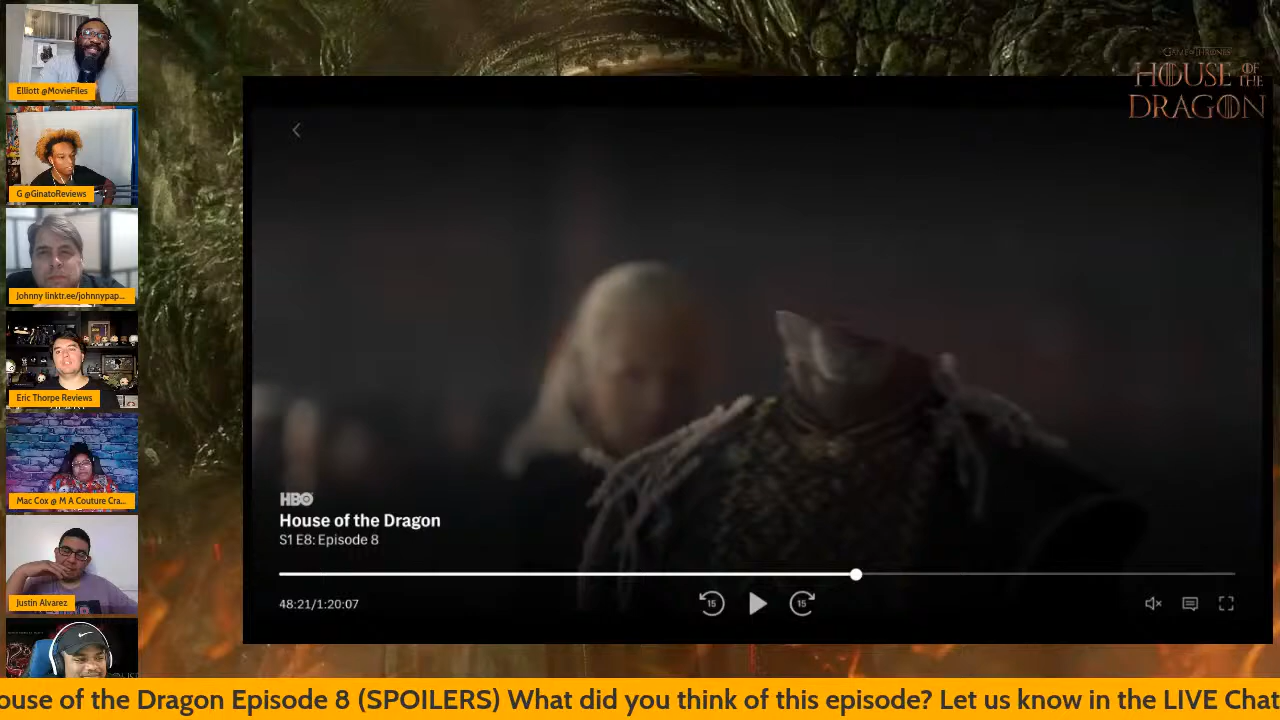 Elliott @MovieFiles
G @GinatoReviews
Johnny linktr.ee/johnnypap...
Eric Thorpe Reviews
Mac Cox @ M A Couture Cra...
Justin Alvarez
GAME OF THRONES
HOUSE OF THE
DRAGON
HBO
House of the Dragon
S1 E8: Episode 8
48:21/1:20:07
15
15
ouse of the Dragon Episode 8 (SPOILERS) What did you think of this episode? Let us know in the LIVE Chat